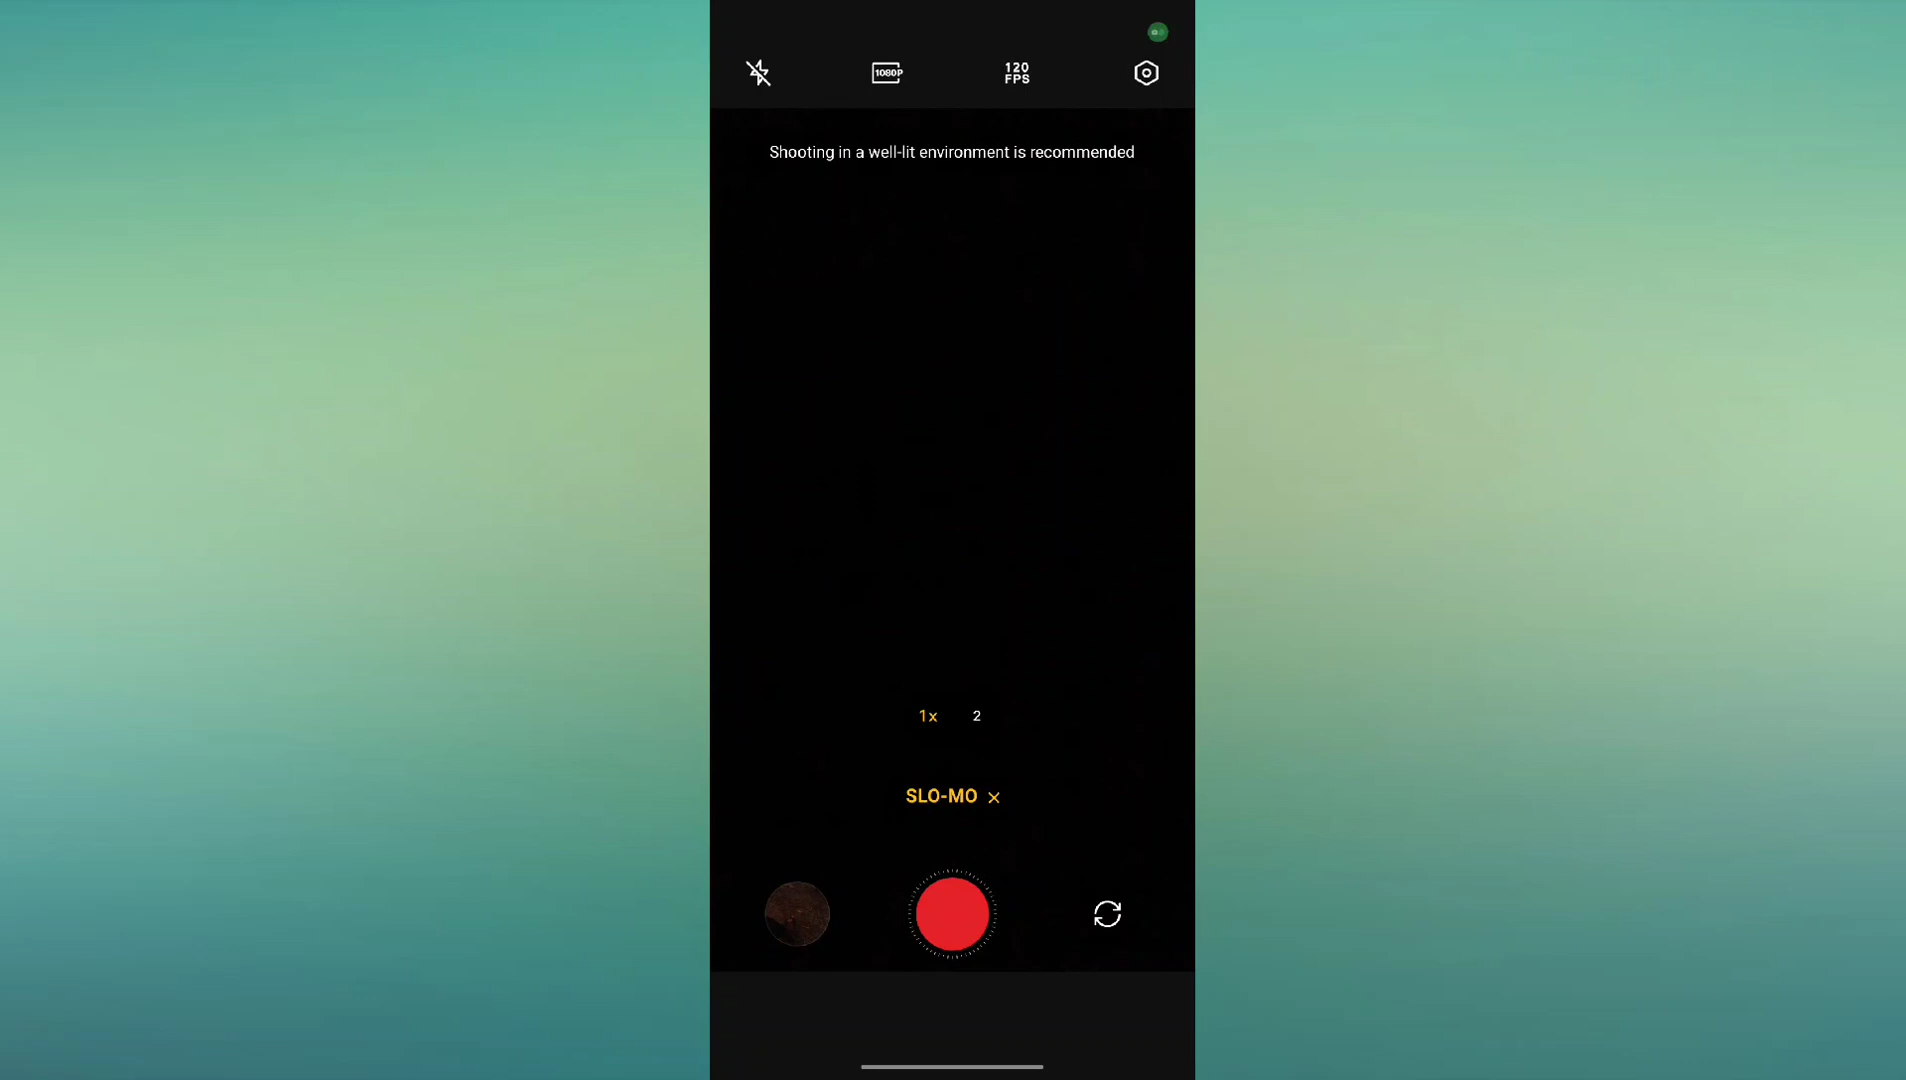 1080P
120
FPS
Shooting in a well-lit environment is recommended
1x 2
SLO-MO ×